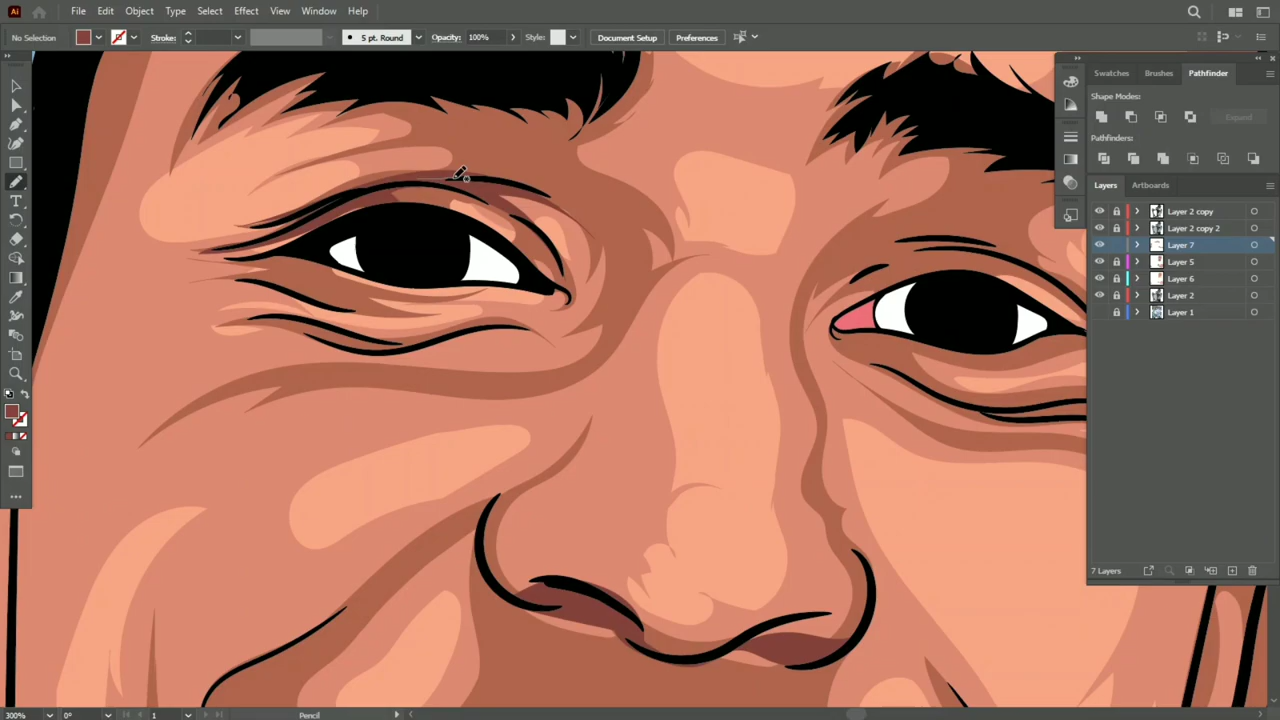 Ai File Edit Object Type Select Effect View Window Help
No Selection Stroke: 5 pt. Round Opacity: 100% Style: Document Setup Preferences
Swatches Brushes Pathfinder
Shape Modes:
Expand
Pathfinders:
Layers Artboards
Layer 2 copy
Layer 2 copy 2
Layer 7
Layer 5
Layer 6
Layer 2
Layer 1
7 Layers
300% 0° 1 Pencil